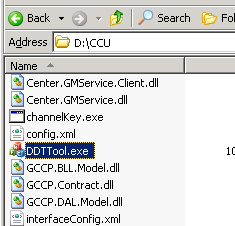 Back Search Fol
Address D:\CCU
Name
Center.GMService.Client.dll
Center.GMService.dll
channelKey.exe
config.xml
DDTTool.exe 10
GCCP.BLL.Model.dll
GCCP.Contract.dll
GCCP.DAL.Model.dll
interfaceConfig.xml